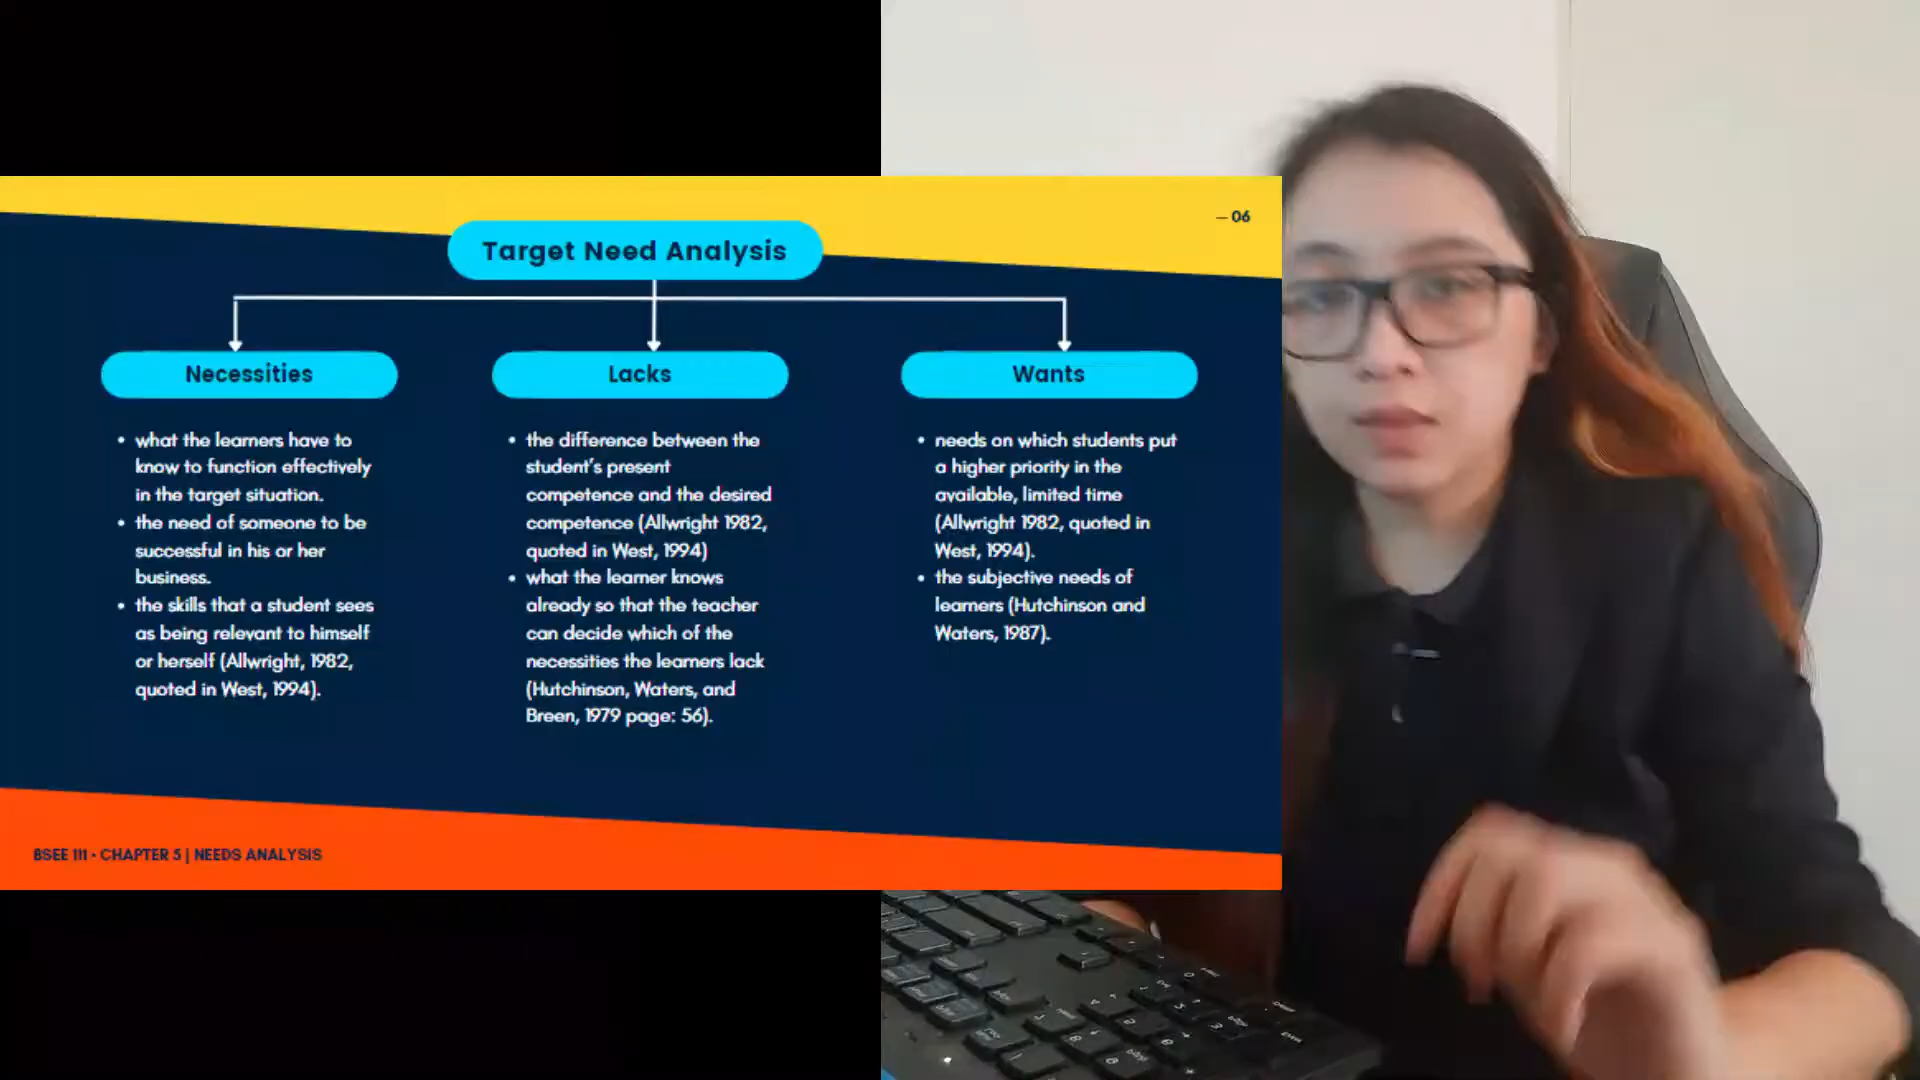 — 06
Target Need Analysis
Necessities
• what the learners have to
know to function effectively
in the target situation.
• the need of someone to be
successful in his or her
business.
• the skills that a student sees
as being relevant to himself
or herself (Allwright, 1982,
quoted in West, 1994).
Lacks
• the difference between the
student's present
competence and the desired
competence (Allwright 1982,
quoted in West, 1994)
• what the learner knows
already so that the teacher
can decide which of the
necessities the learners lack
(Hutchinson, Waters, and
Breen, 1979 page: 56).
Wants
• needs on which students put
a higher priority in the
available, limited time
(Allwright 1982, quoted in
West, 1994).
• the subjective needs of
learners (Hutchinson and
Waters, 1987).
BSEE III • CHAPTER 5 | NEEDS ANALYSIS